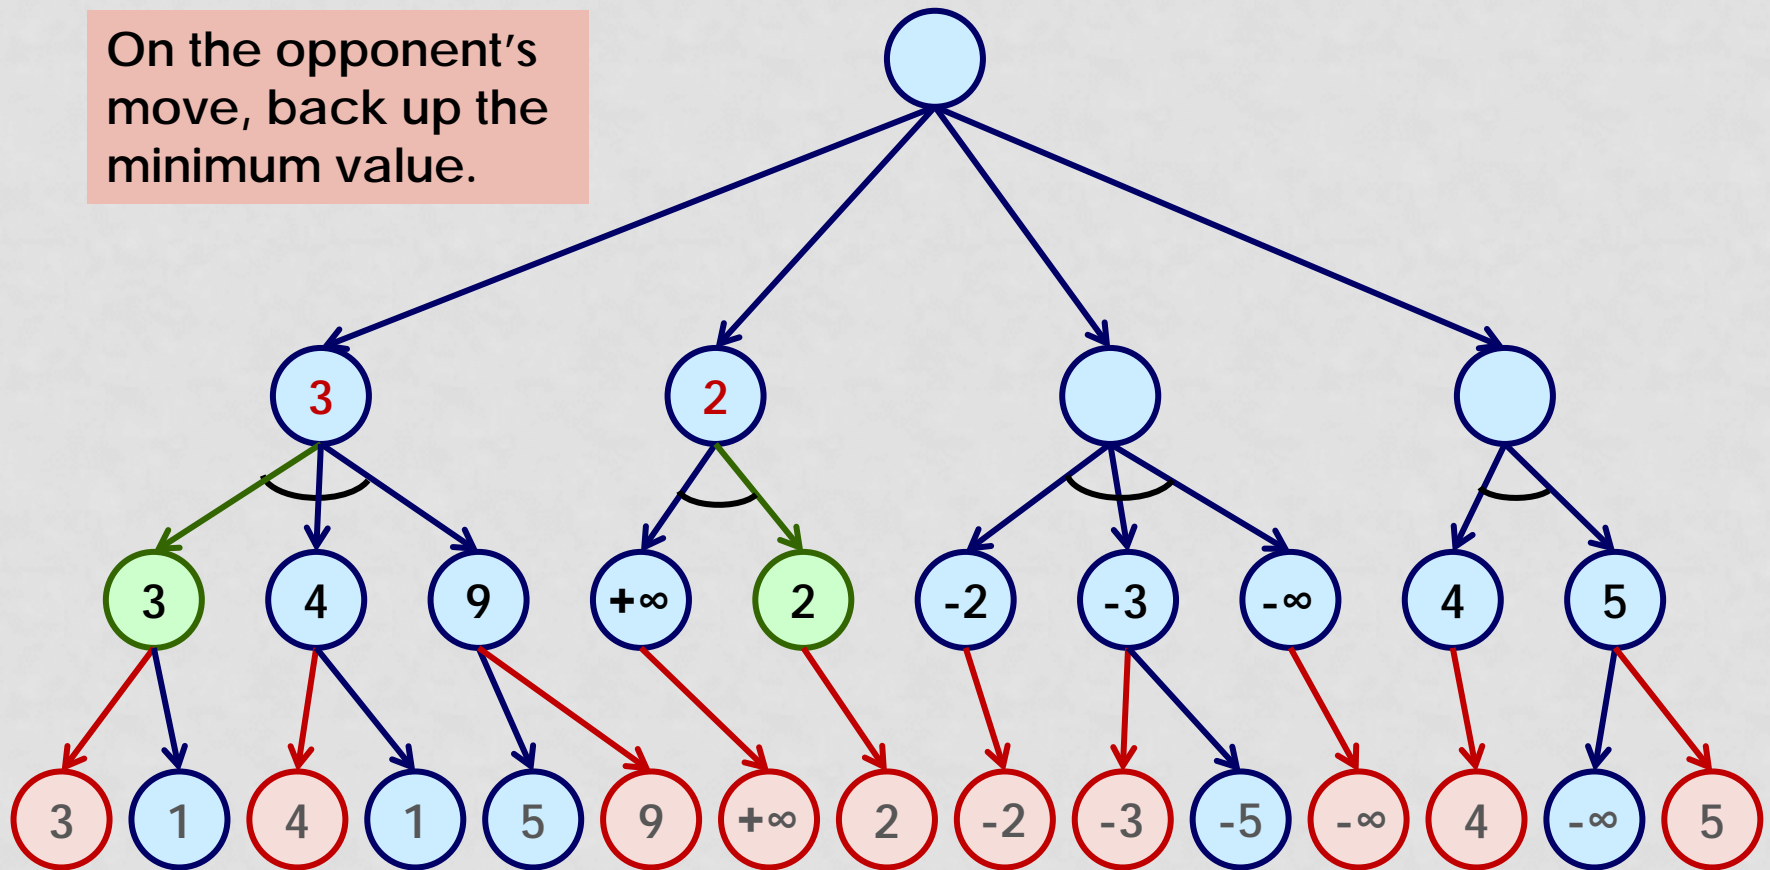 On the opponent's
move, back up the
minimum value.
3 2
3 4 9 +∞ 2 -2 -3 -∞ 4 5
3 1 4 1 5 9 +∞ 2 -2 -3 -5 -∞ 4 -∞ 5